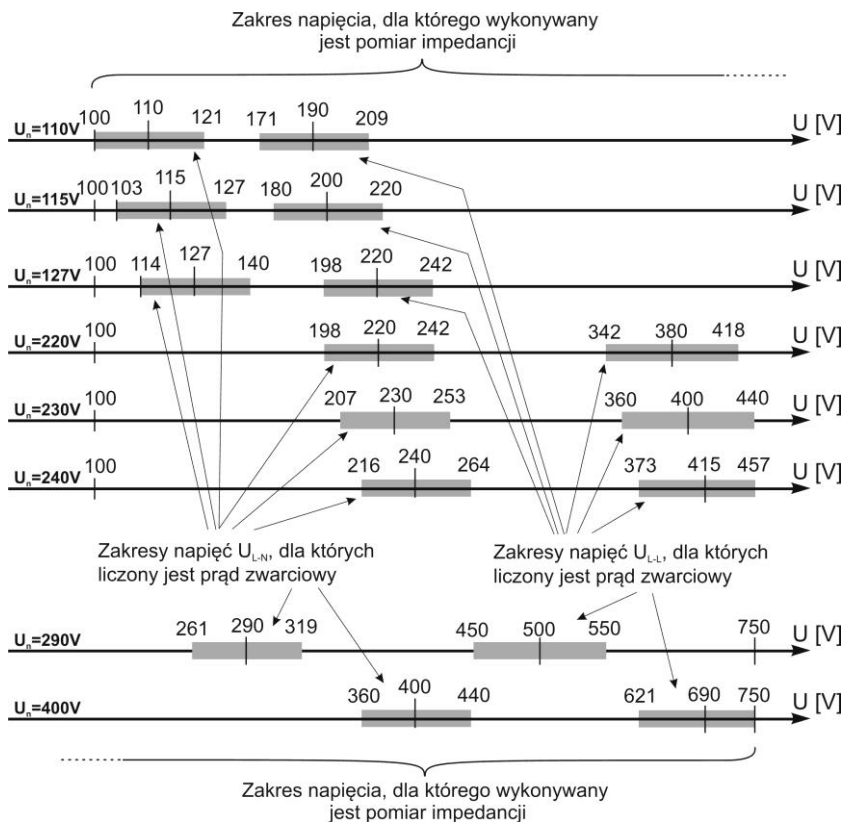 Zakres napięcia, dla którego wykonywany
jest pomiar impedancji
Uₙ=110V 100 110 121 171 190 209 U [V]
Uₙ=115V 100 103 115 127 180 200 220 U [V]
Uₙ=127V 100 114 127 140 198 220 242 U [V]
Uₙ=220V 100 198 220 242 342 380 418 U [V]
Uₙ=230V 100 207 230 253 360 400 440 U [V]
Uₙ=240V 100 216 240 264 373 415 457 U [V]
Zakresy napięć U_L-N, dla których
liczony jest prąd zwarciowy
Zakresy napięć U_L-L, dla których
liczony jest prąd zwarciowy
Uₙ=290V 261 290 319 450 500 550 750 U [V]
Uₙ=400V 360 400 440 621 690 750 U [V]
Zakres napięcia, dla którego wykonywany
jest pomiar impedancji